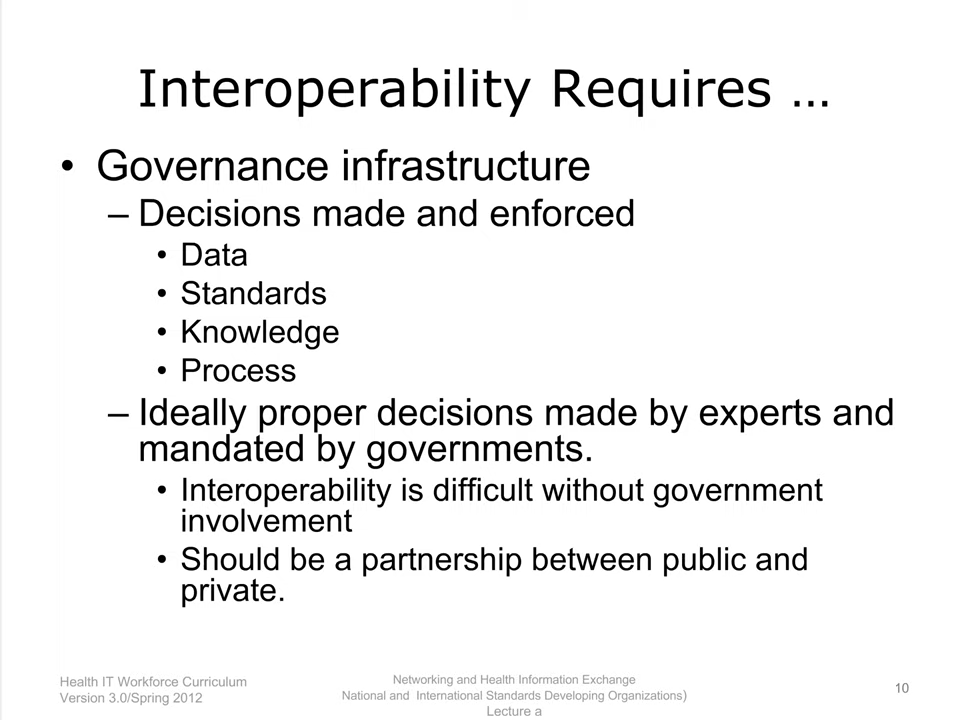 Interoperability Requires …
• Governance infrastructure
– Decisions made and enforced
• Data
• Standards
• Knowledge
• Process
– Ideally proper decisions made by experts and
mandated by governments.
• Interoperability is difficult without government
involvement
• Should be a partnership between public and
private.
Health IT Workforce Curriculum
Version 3.0/Spring 2012
Networking and Health Information Exchange
National and  International Standards Developing Organizations)
Lecture a
10